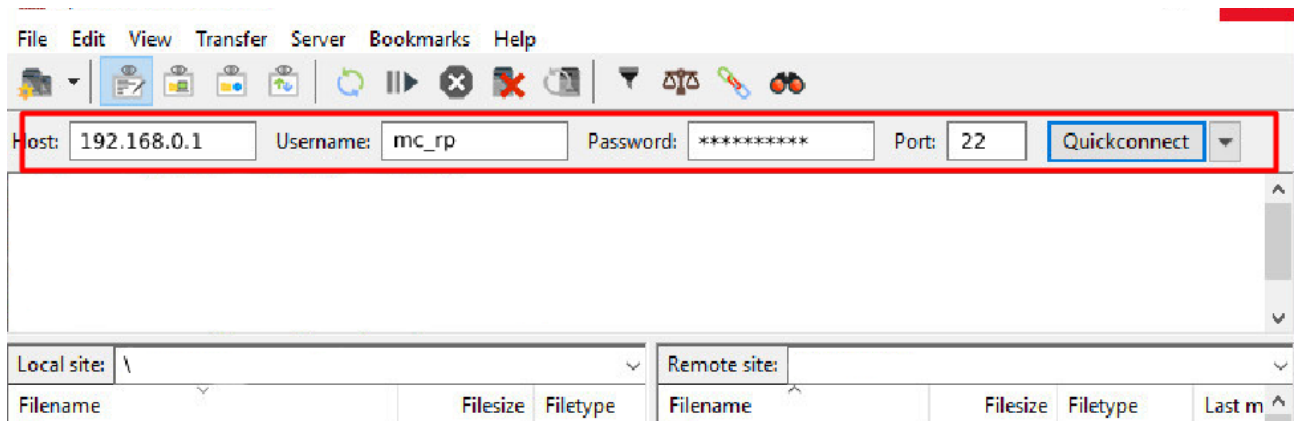 File Edit View Transfer Server Bookmarks Help
Host: 192.168.0.1 Username: mc_rp Password: ********** Port: 22 Quickconnect
Local site: \ Remote site:
Filename Filesize Filetype Filename Filesize Filetype Last m